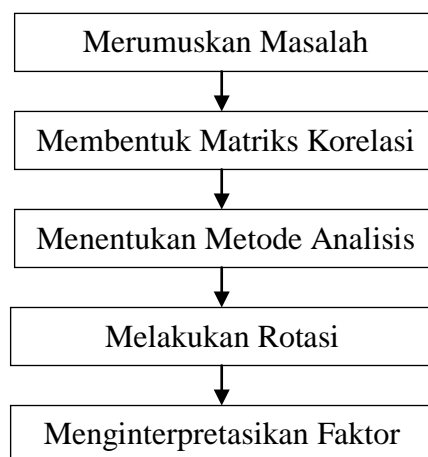 Merumuskan Masalah
Membentuk Matriks Korelasi
Menentukan Metode Analisis
Melakukan Rotasi
Menginterpretasikan Faktor